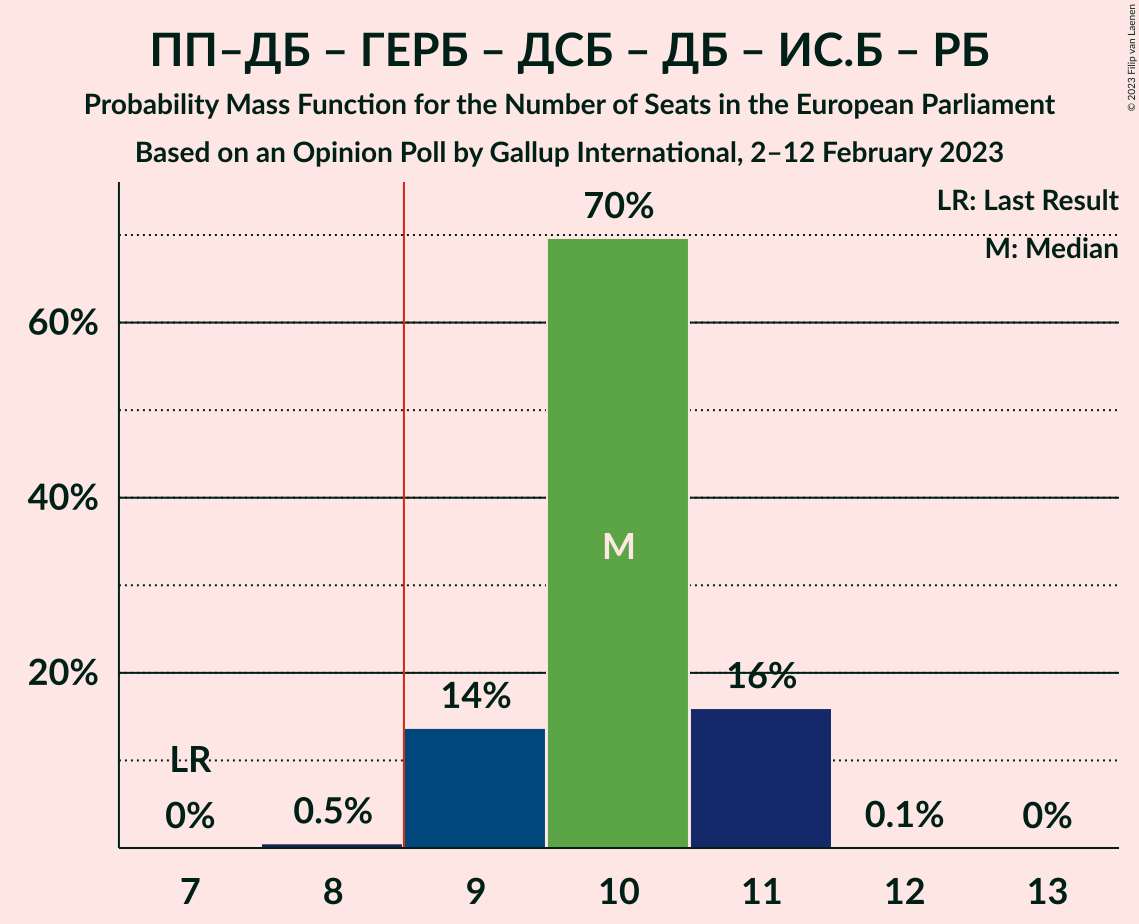 ПП–ДБ – ГЕРБ – ДСБ – ДБ – ИС.Б – РБ
Probability Mass Function for the Number of Seats in the European Parliament
Based on an Opinion Poll by Gallup International, 2–12 February 2023
© 2023 Filip van Laenen
LR: Last Result
M: Median
70%
60%
40%
20%
M
16%
14%
LR
0%
0.5%
0.1%
0%
7 8 9 10 11 12 13